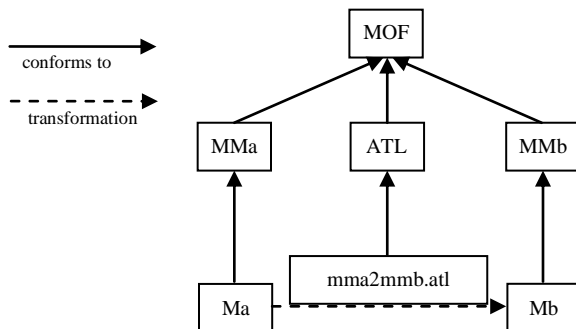 MOF
conforms to
transformation
MMa
ATL
MMb
mma2mmb.atl
Ma
Mb